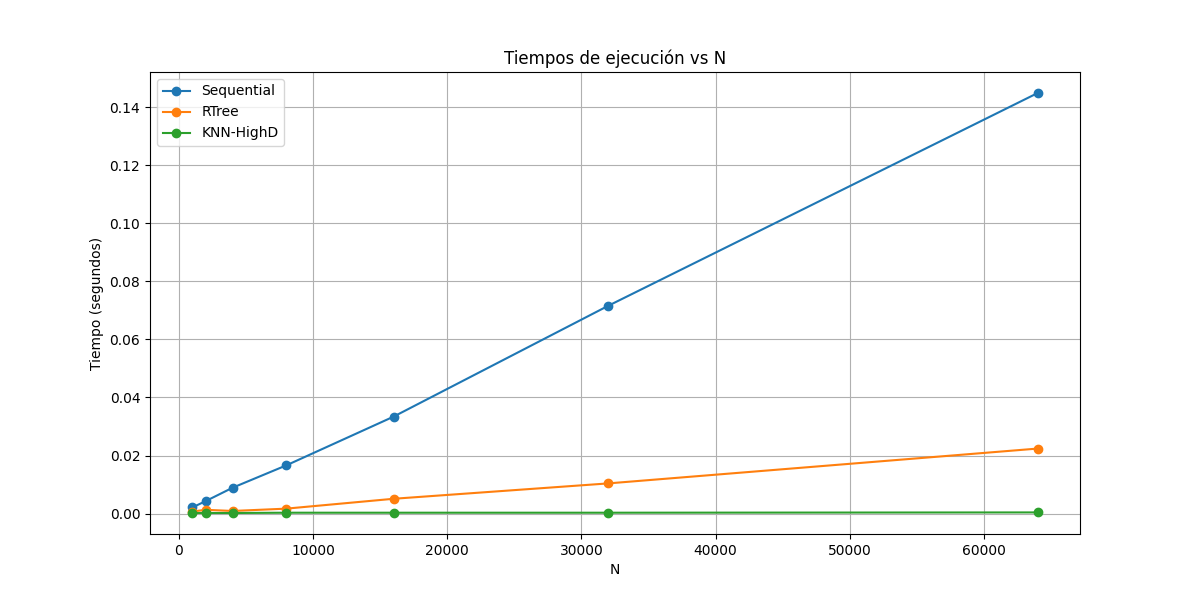 Tiempos de ejecución vs N
Sequential
RTree
KNN-HighD
Tiempo (segundos)
0.14
0.12
0.10
0.08
0.06
0.04
0.02
0.00
0 10000 20000 30000 40000 50000 60000
N